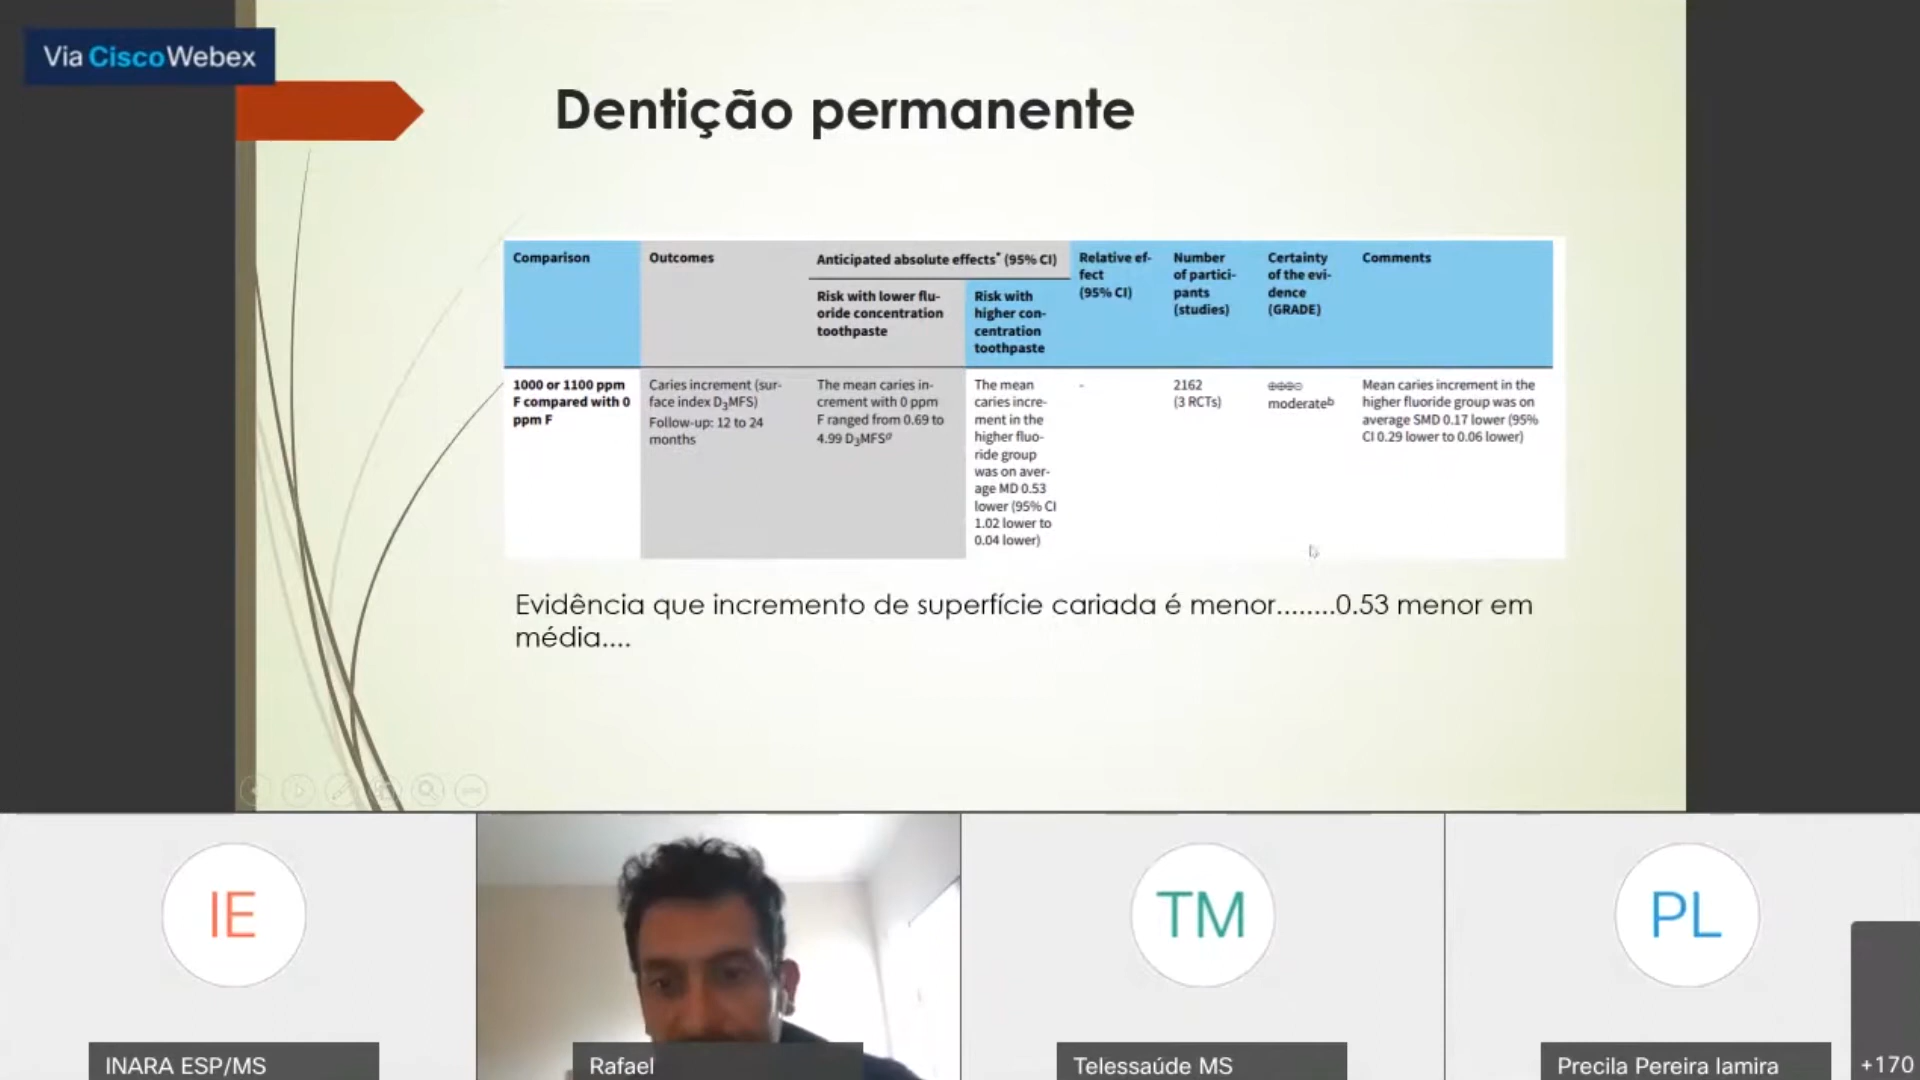 Via CiscoWebex
Dentição permanente
Comparison
Outcomes
Anticipated absolute effects* (95% CI)
Risk with lower flu-
oride concentration
toothpaste
Risk with
higher con-
centration
toothpaste
Relative ef-
fect
(95% CI)
Number
of partici-
pants
(studies)
Certainty
of the evi-
dence
(GRADE)
Comments
1000 or 1100 ppm
F compared with 0
ppm F
Caries increment (sur-
face index D3MFS)
Follow-up: 12 to 24
months
The mean caries in-
crement with 0 ppm
F ranged from 0.69 to
4.99 D3MFSa
The mean
caries incre-
ment in the
higher fluo-
ride group
was on aver-
age MD 0.53
lower (95% CI
1.02 lower to
0.04 lower)
-
2162
(3 RCTs)
⊕⊕⊕⊝
moderateb
Mean caries increment in the
higher fluoride group was on
average SMD 0.17 lower (95%
CI 0.29 lower to 0.06 lower)
Evidência que incremento de superfície cariada é menor........0.53 menor em
média....
IE
TM
PL
INARA ESP/MS
Rafael
Telessaúde MS
Precila Pereira lamira
+170